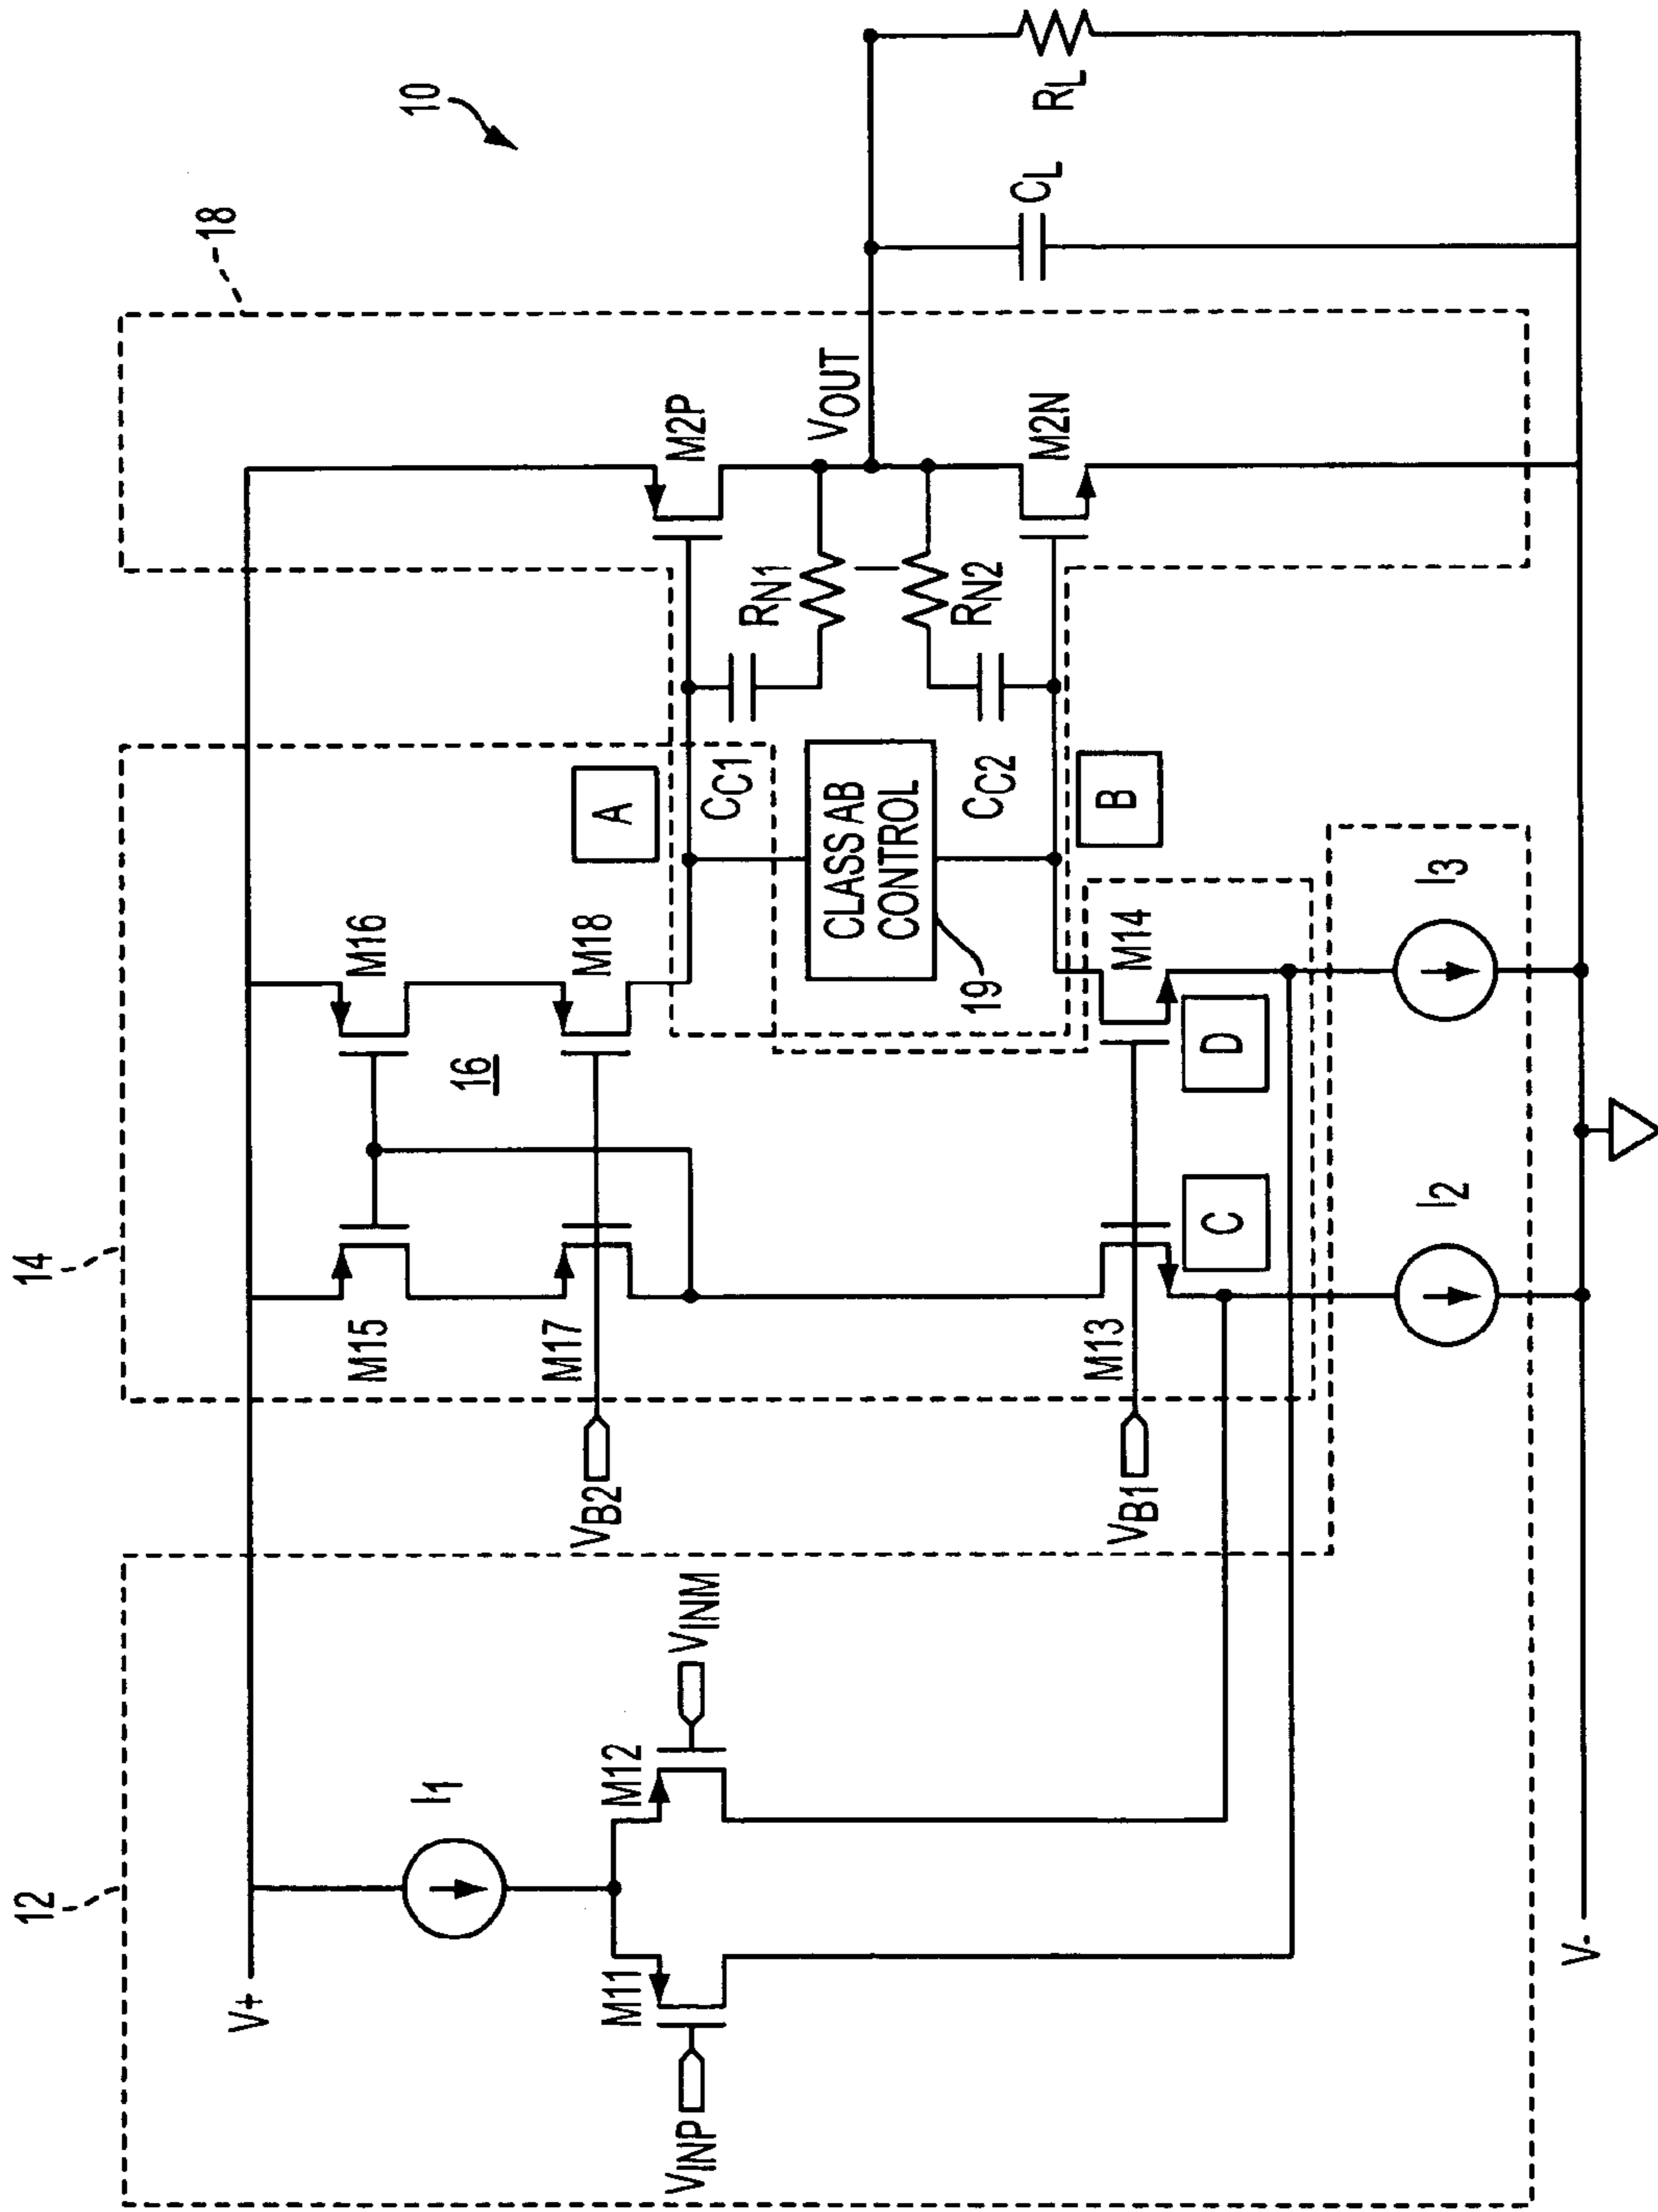 10
12
14
18
V+
I1
M11
M12
VINP
VINM
M15
M16
16
M17
M18
VB2
A
CC1
RN1
M2P
VOUT
CLASS AB
CONTROL
19
CC2
RN2
M2N
B
CL
RL
M13
M14
VB1
C
D
I2
I3
V-